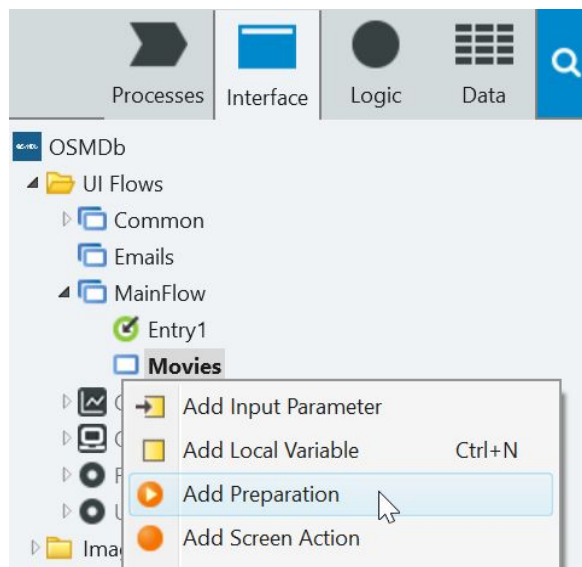 Processes Interface Logic Data
OSMDb
UI Flows
Common
Emails
MainFlow
Entry1
Movies
Add Input Parameter
Add Local Variable Ctrl+N
Add Preparation
Add Screen Action